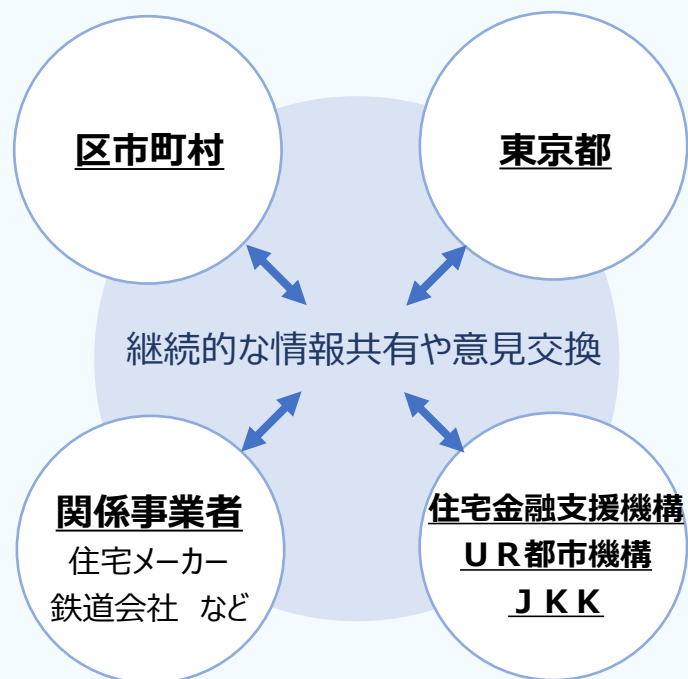 区市町村
東京都
継続的な情報共有や意見交換
関係事業者
住宅メーカー
鉄道会社　など
住宅金融支援機構
ＵＲ都市機構
ＪＫＫ